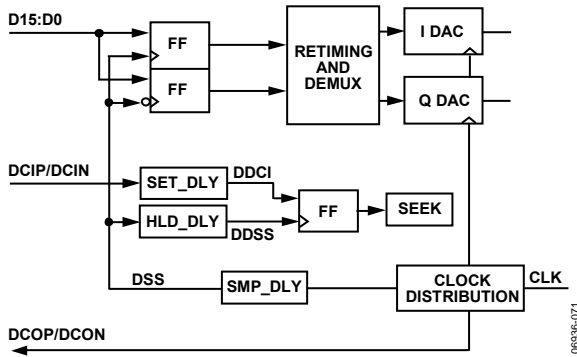 D15:D0
FF
FF
RETIMING
AND
DEMUX
I DAC
Q DAC
DCIP/DCIN
SET_DLY
DDCI
HLD_DLY
DDSS
FF
SEEK
DSS
SMP_DLY
CLOCK
DISTRIBUTION
CLK
DCOP/DCON
06936-071